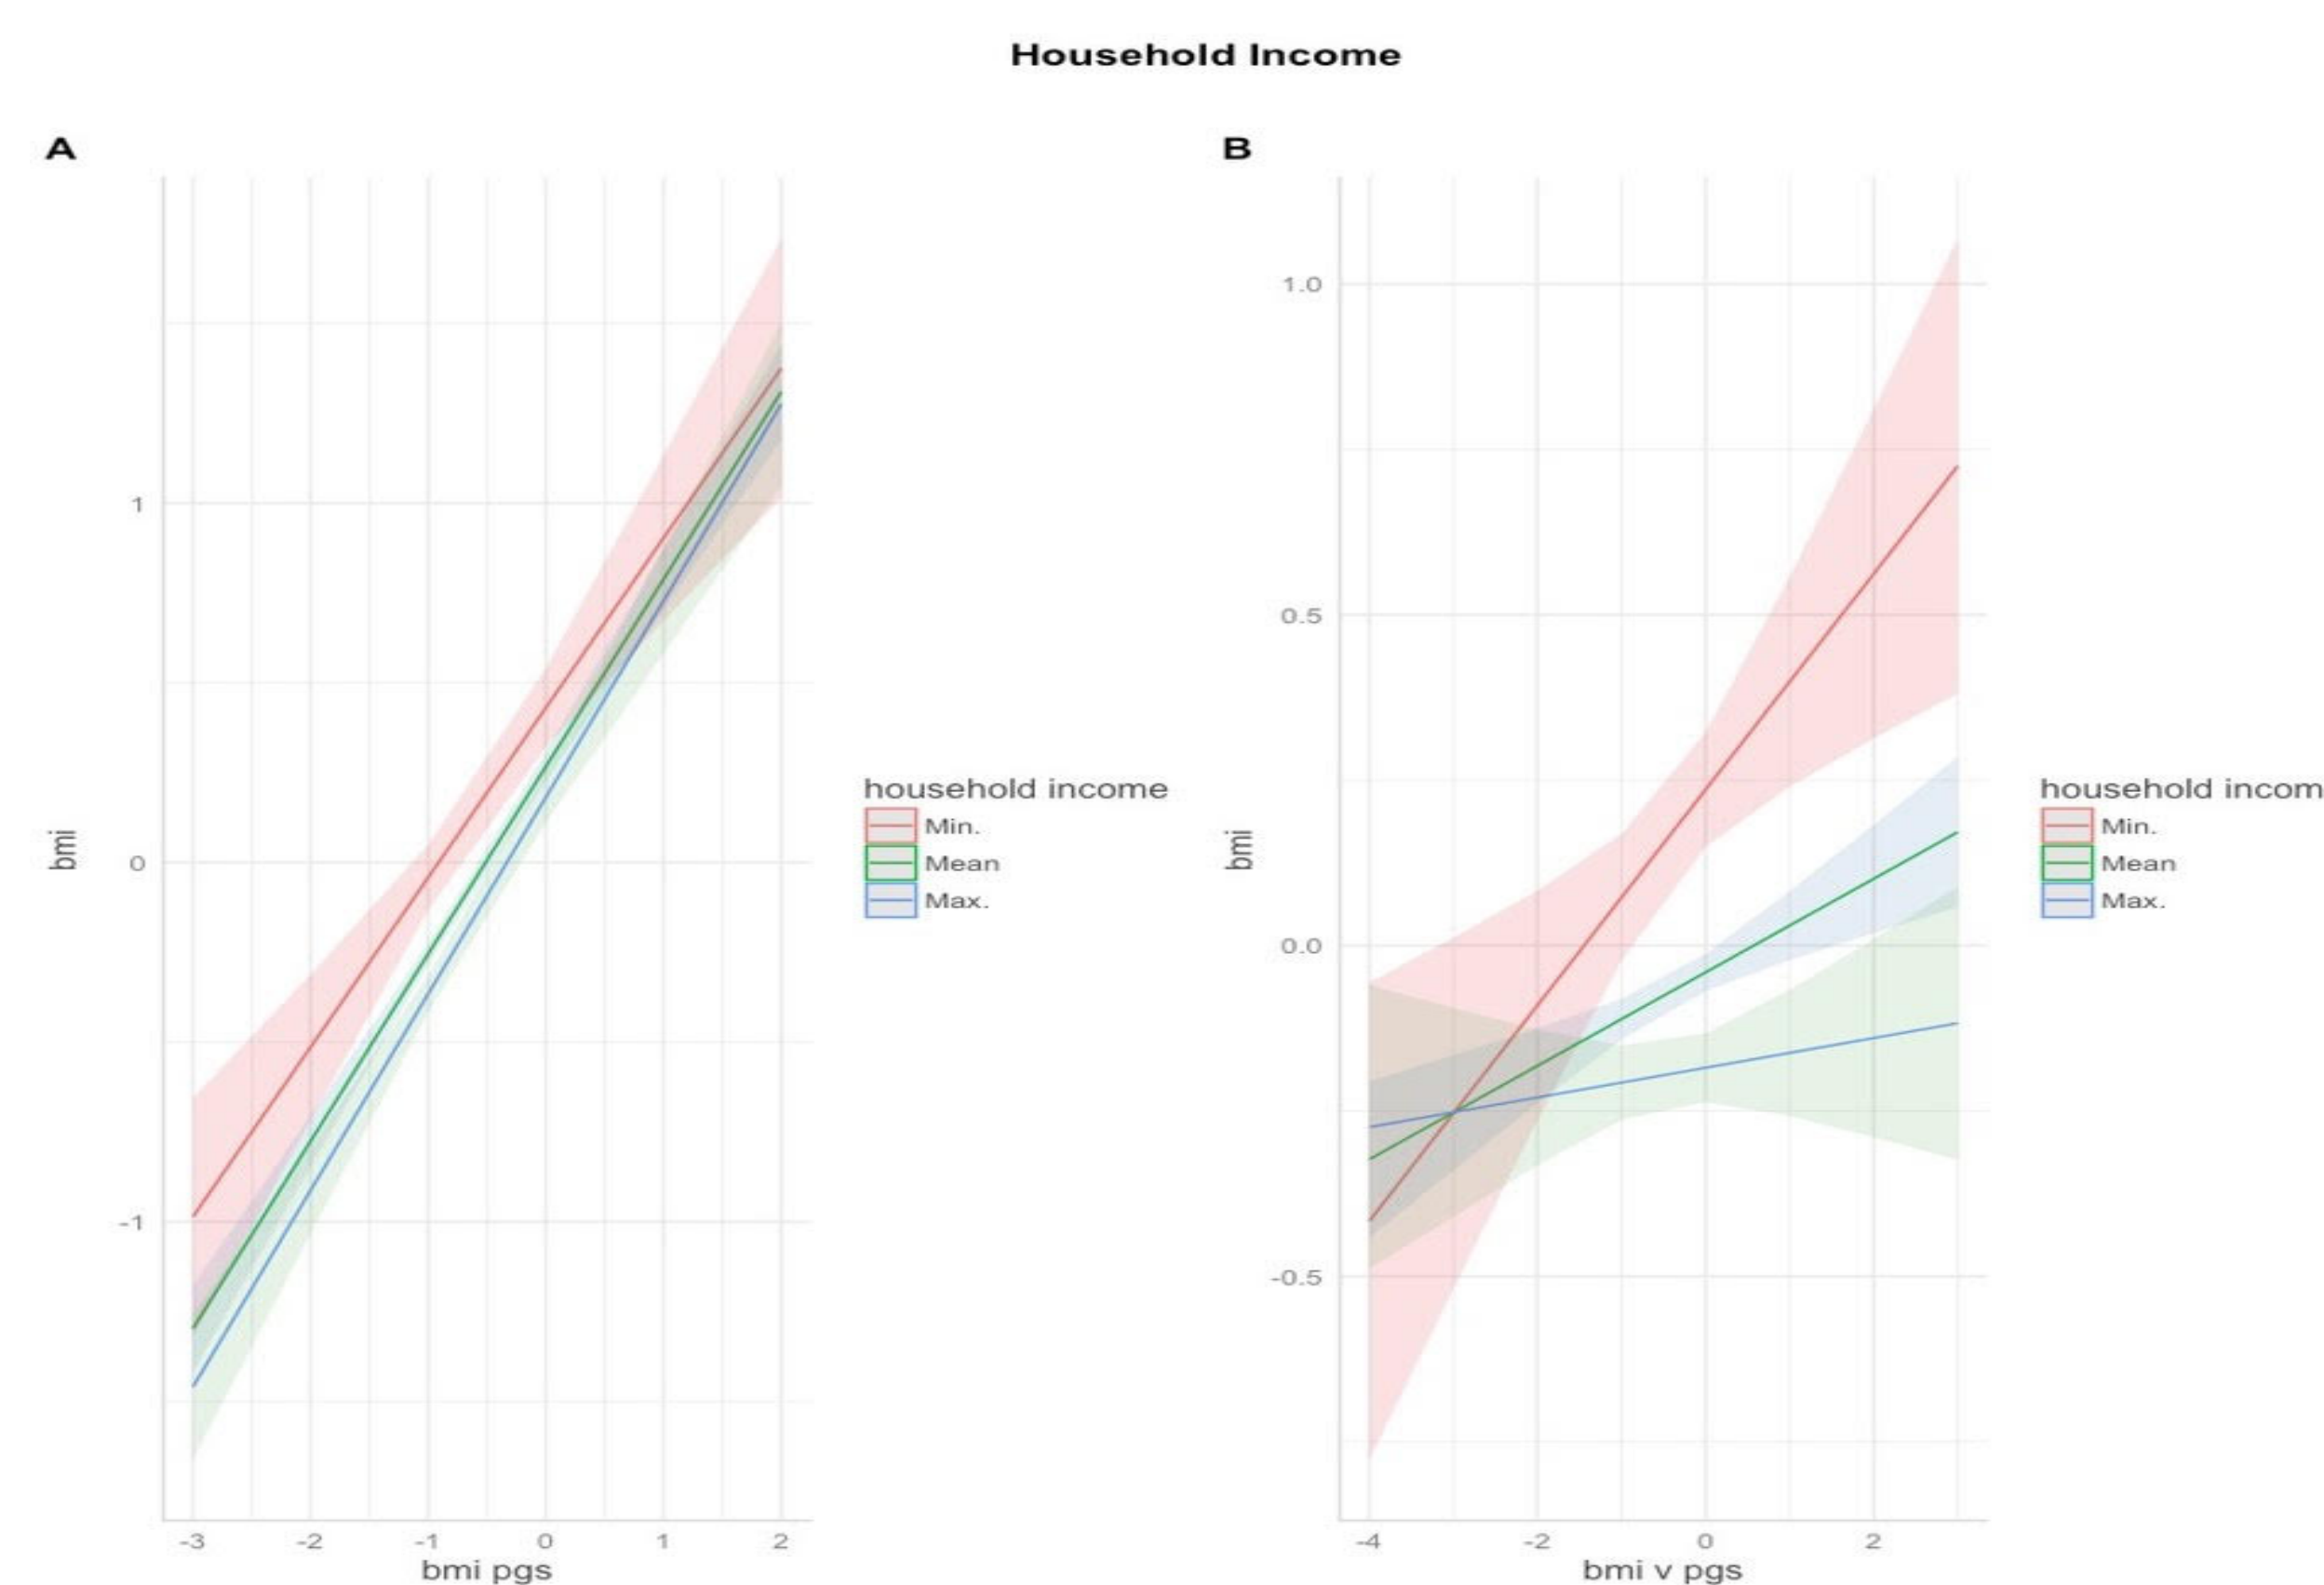 Household Income
A
1
0
-1
bmi
-3 -2 -1 0 1 2
bmi pgs
household income
Min.
Mean
Max.
B
1.0
0.5
0.0
-0.5
bmi
-4 -2 0 2
bmi v pgs
household incom
Min.
Mean
Max.